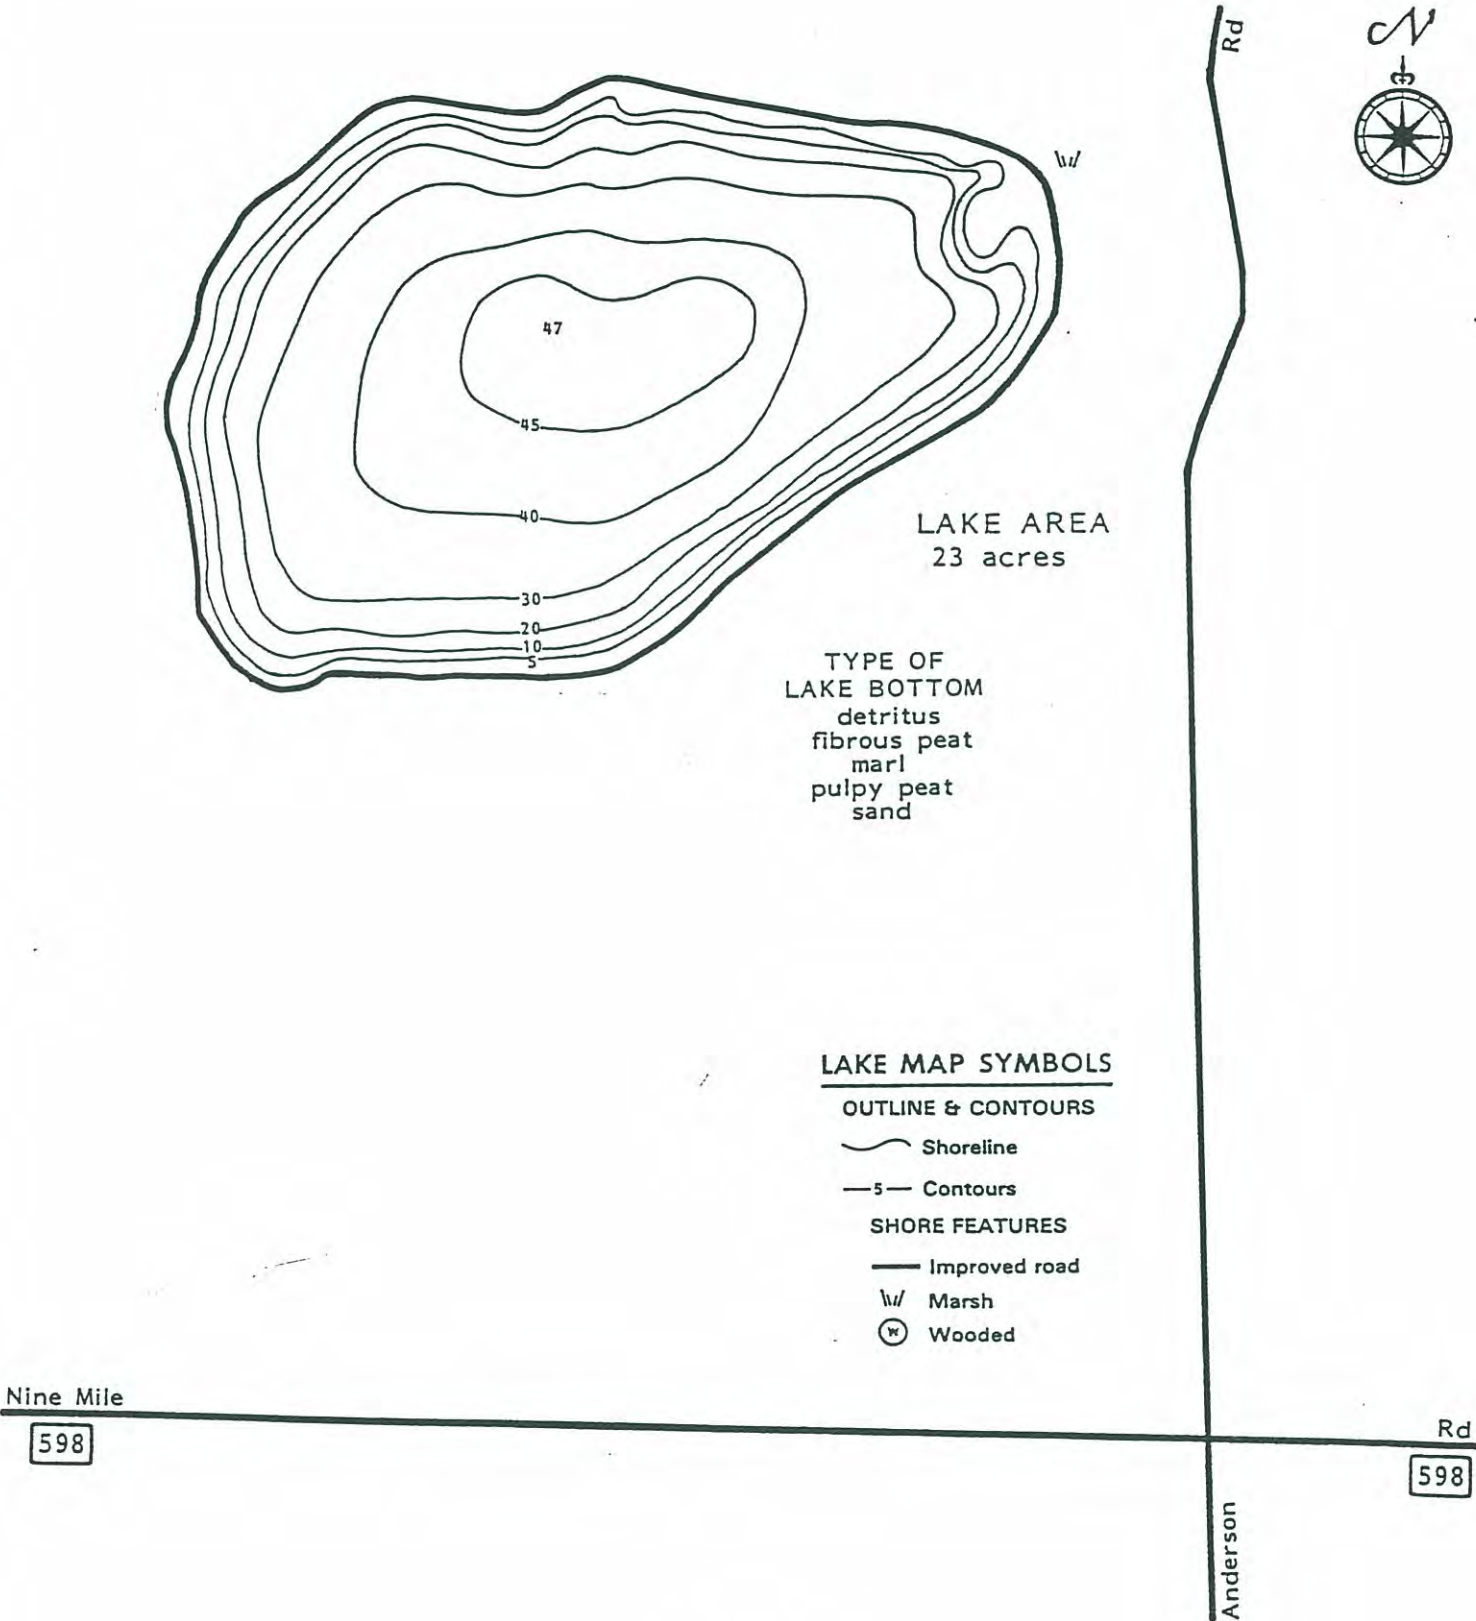 Rd
N
47
45
40
30
20
10
5
LAKE AREA
23 acres
TYPE OF
LAKE BOTTOM
detritus
fibrous peat
marl
pulpy peat
sand
LAKE MAP SYMBOLS
OUTLINE & CONTOURS
Shoreline
5 Contours
SHORE FEATURES
Improved road
Marsh
W Wooded
Nine Mile
Rd
598
598
Anderson